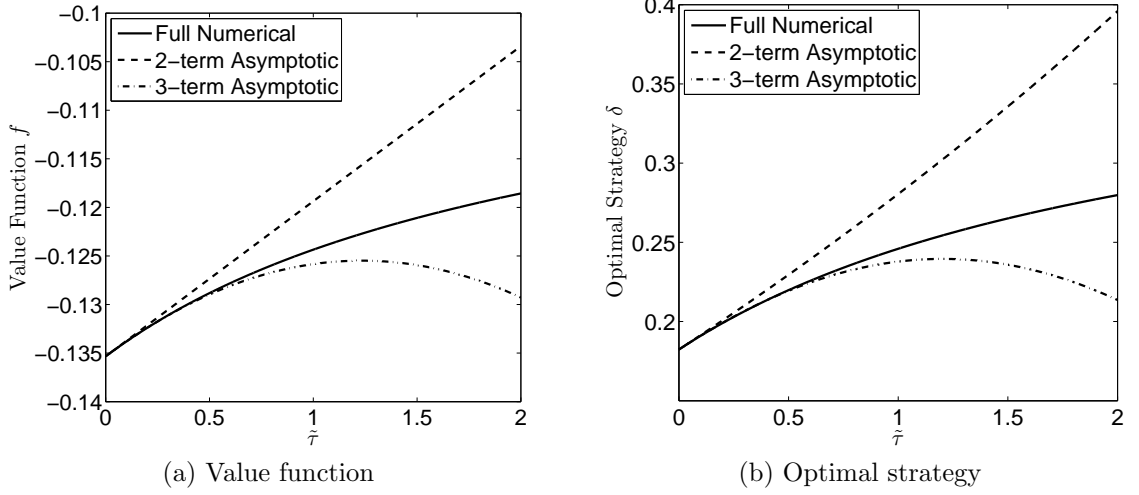 Full Numerical
2-term Asymptotic
3-term Asymptotic
-0.1
-0.105
-0.11
-0.115
-0.12
-0.125
-0.13
-0.135
-0.14
Value Function f
0 0.5 1 1.5 2
τ̃
(a) Value function
Full Numerical
2-term Asymptotic
3-term Asymptotic
0.4
0.35
0.3
0.25
0.2
Optimal Strategy δ
0 0.5 1 1.5 2
τ̃
(b) Optimal strategy